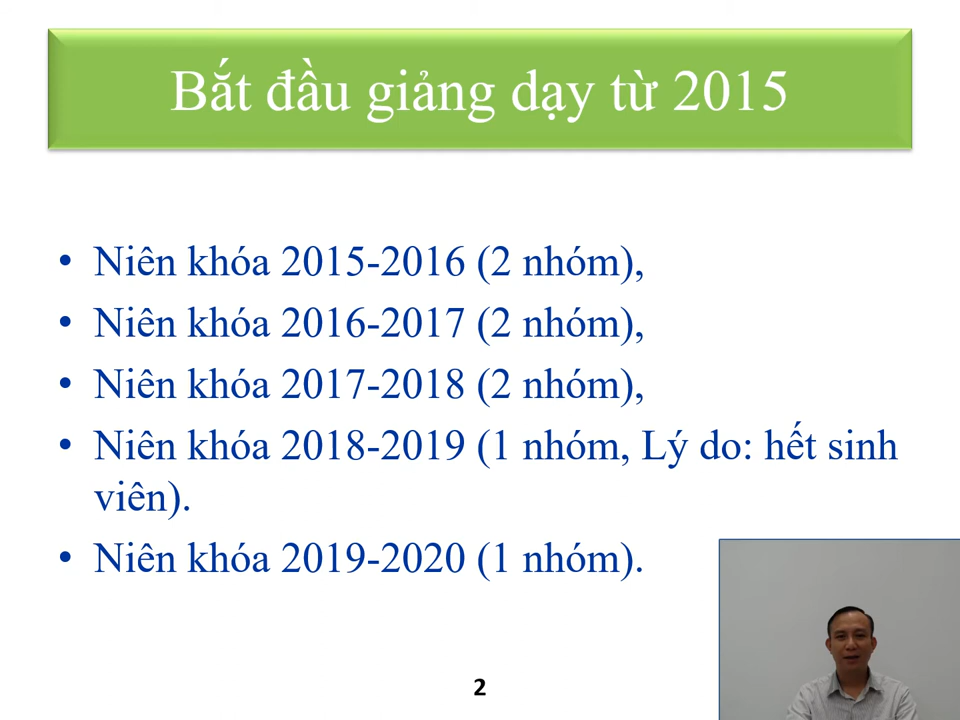 Bắt đầu giảng dạy từ 2015
• Niên khóa 2015-2016 (2 nhóm),
• Niên khóa 2016-2017 (2 nhóm),
• Niên khóa 2017-2018 (2 nhóm),
• Niên khóa 2018-2019 (1 nhóm, Lý do: hết sinh
viên).
• Niên khóa 2019-2020 (1 nhóm).
2